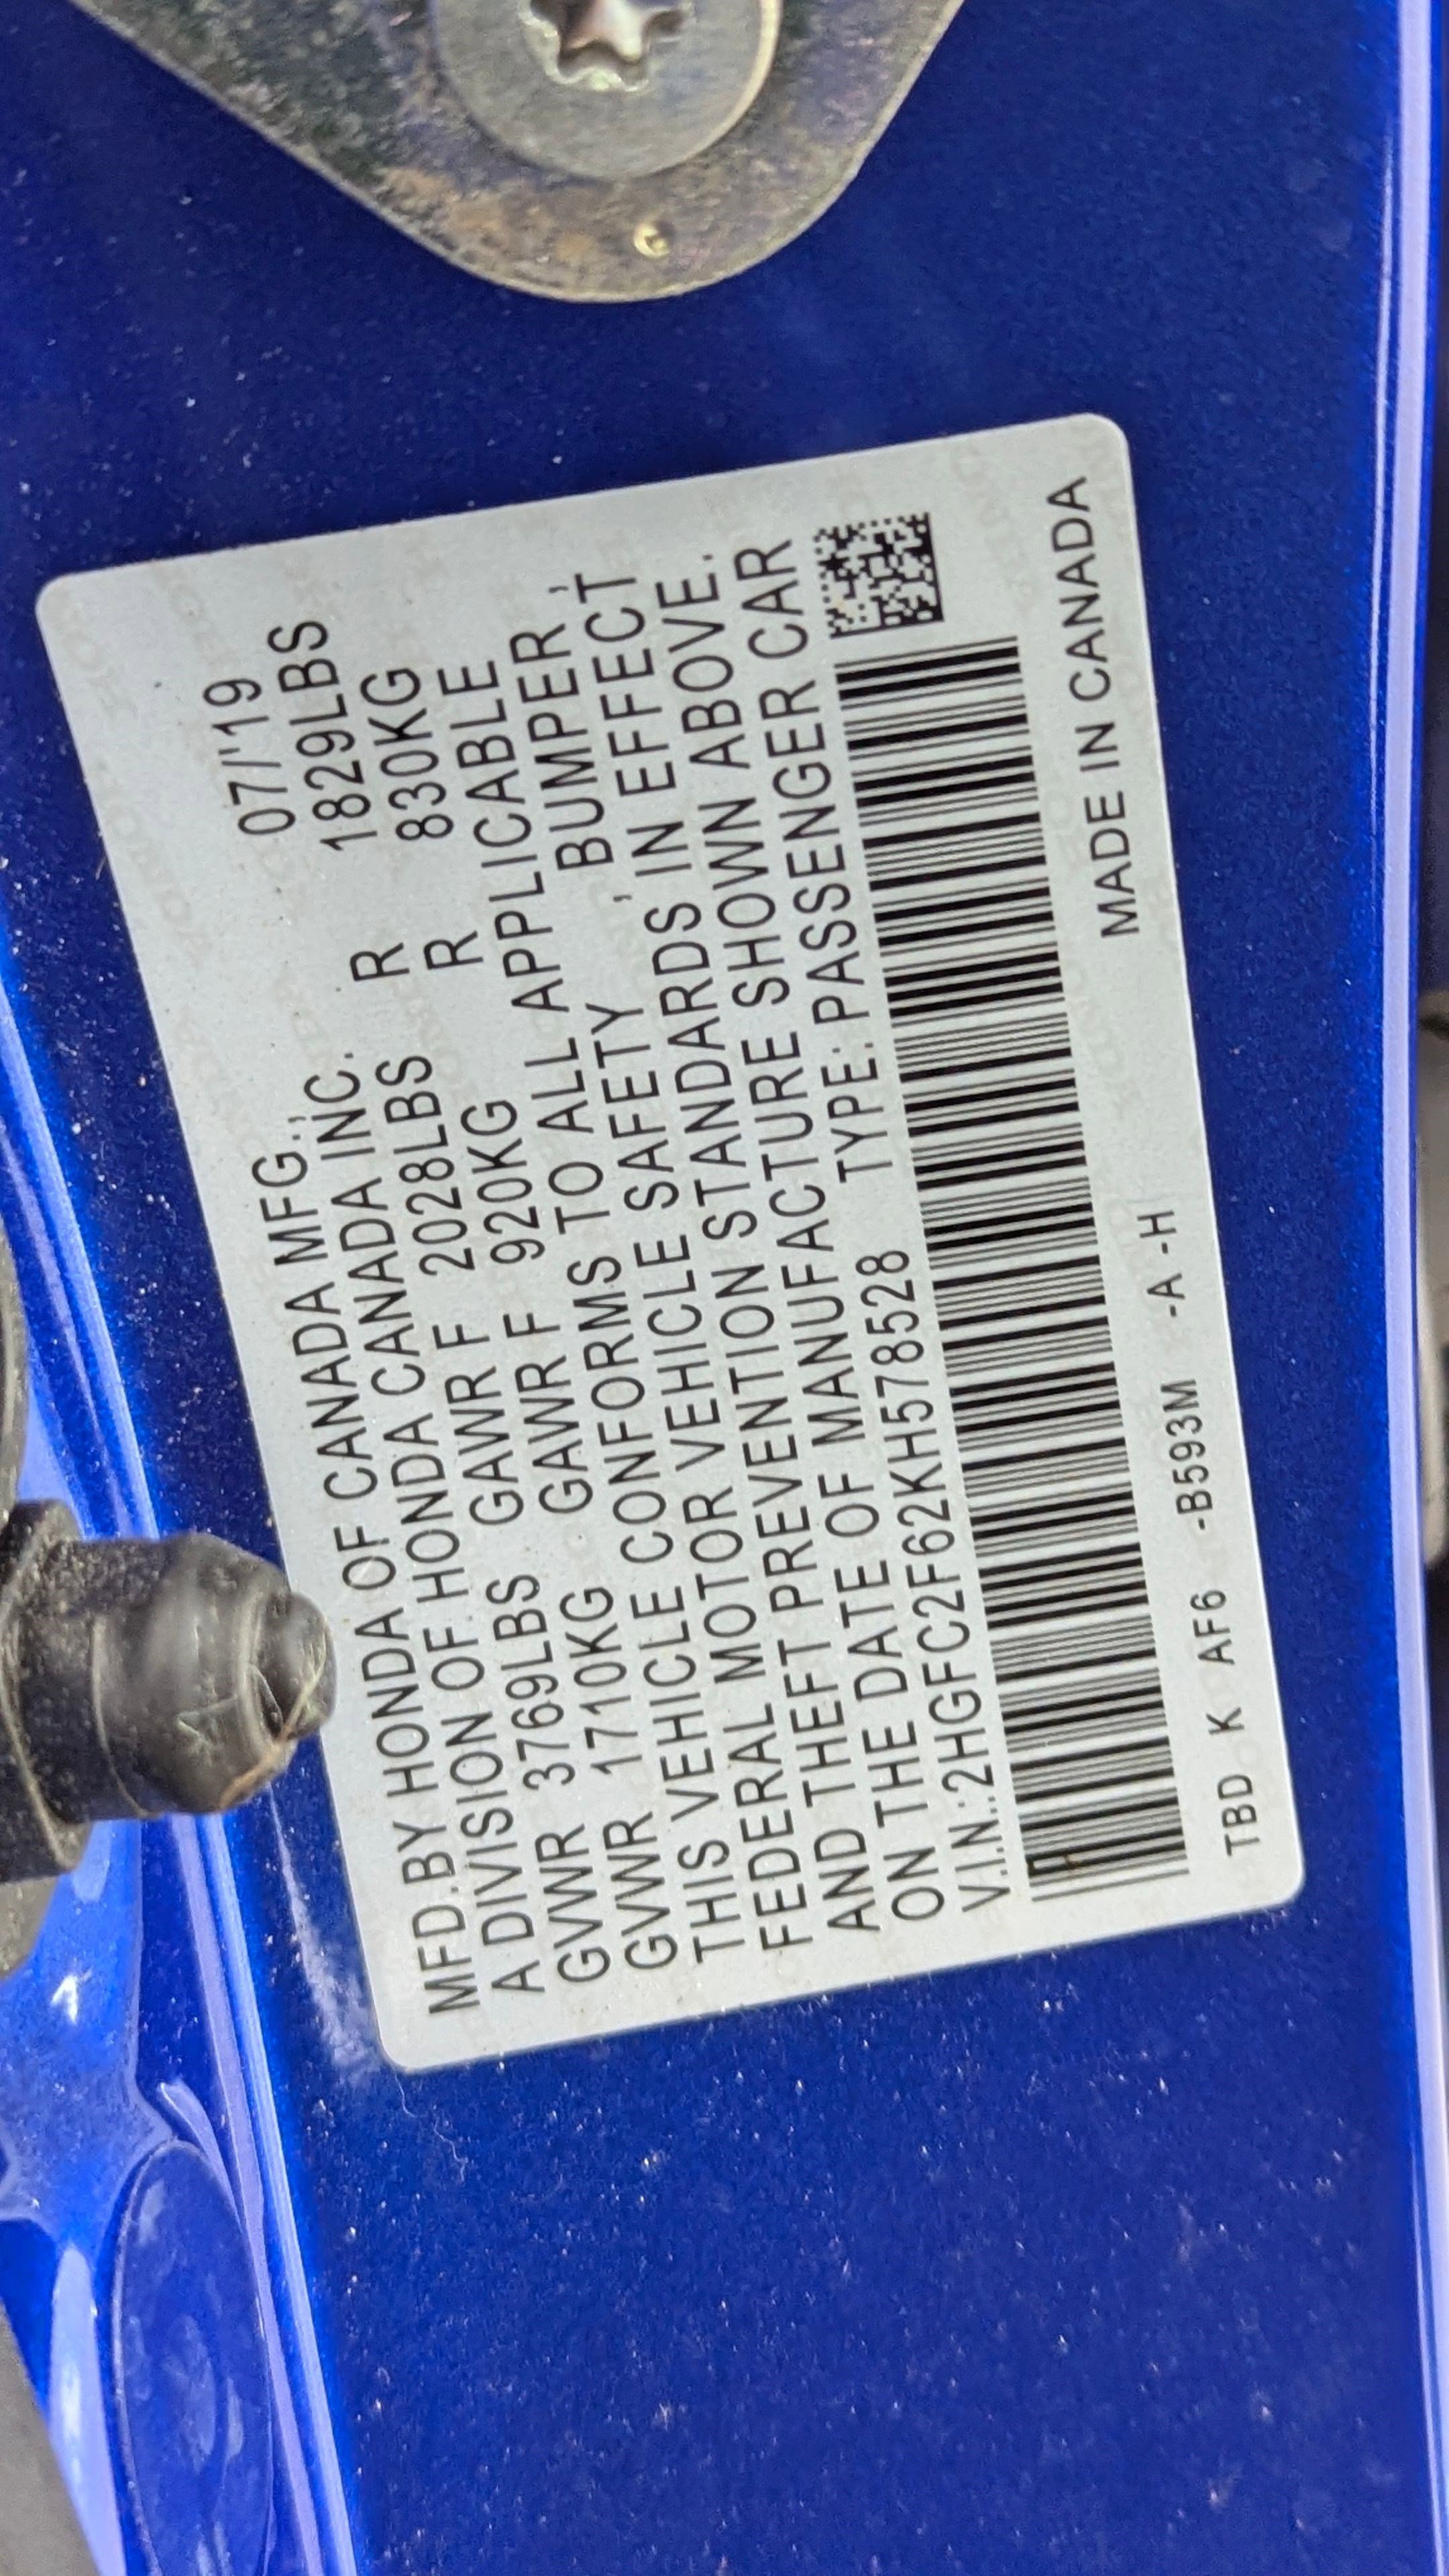 MFD.BY HONDA OF CANADA MFG., 07/'19
A DIVISION OF HONDA CANADA INC.
GVWR 3769LBS GAWR F 2028LBS R 1829LBS
GVWR 1710KG GAWR F 920KG R 830KG
THIS VEHICLE CONFORMS TO ALL APPLICABLE
FEDERAL MOTOR VEHICLE SAFETY, BUMPER,
AND THEFT PREVENTION STANDARDS IN EFFECT
ON THE DATE OF MANUFACTURE SHOWN ABOVE.
V.I.N.:2HGFC2F62KH578528 TYPE: PASSENGER CAR
TBD K AF6 -B593M -A -H MADE IN CANADA